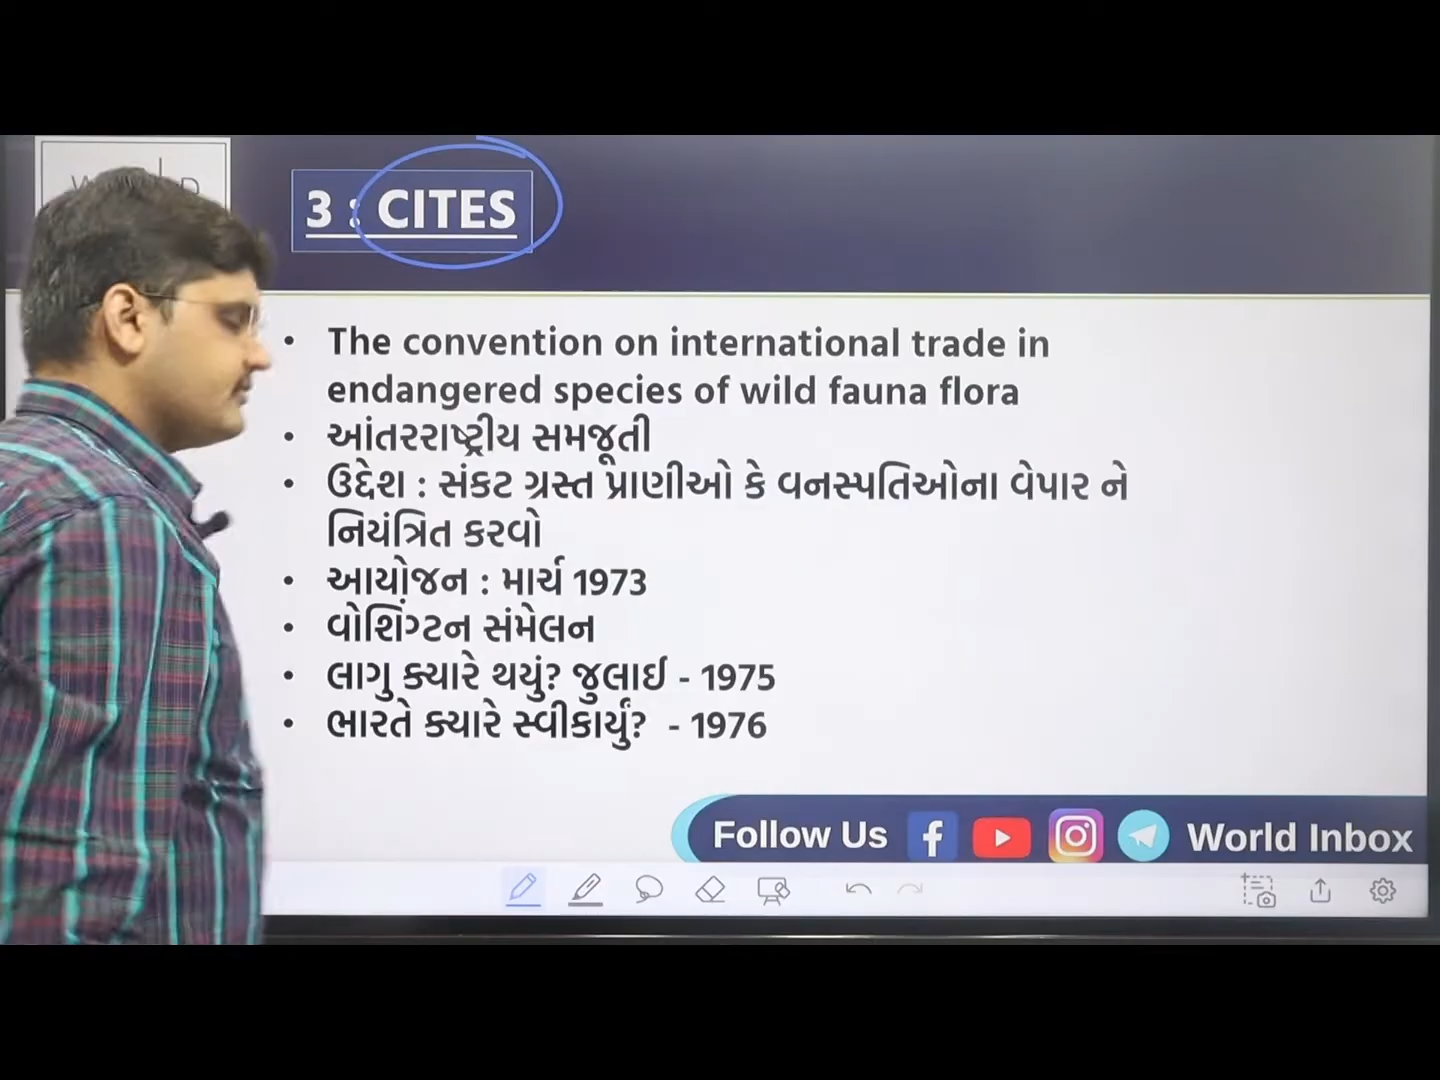 3 : CITES
• The convention on international trade in
endangered species of wild fauna flora
• આંતરરાષ્ટ્રીય સમજૂતી
• ઉદ્દેશ : સંકટ ગ્રસ્ત પ્રાણીઓ કે વનસ્પતિઓના વેપાર ને
નિયંત્રિત કરવો
• આયોજન : માર્ચ 1973
• વોશિંગ્ટન સંમેલન
• લાગુ ક્યારે થયું? જુલાઈ - 1975
• ભારતે ક્યારે સ્વીકાર્યું? - 1976
Follow Us World Inbox